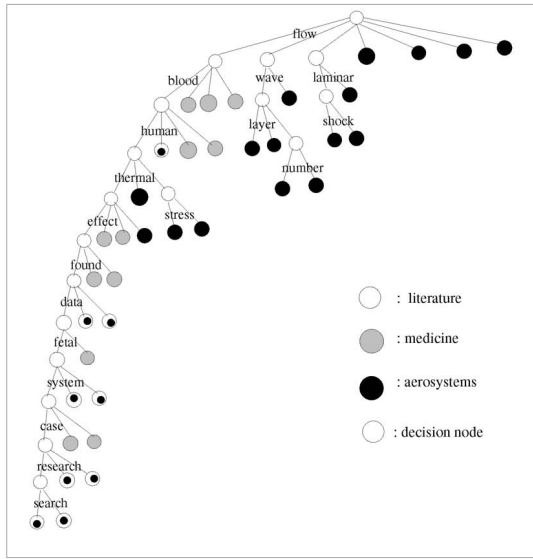 flow
blood
wave
laminar
human
layer
shock
thermal
number
effect
stress
found
data
fetal
system
case
research
search
: literature
: medicine
: aerosystems
: decision node